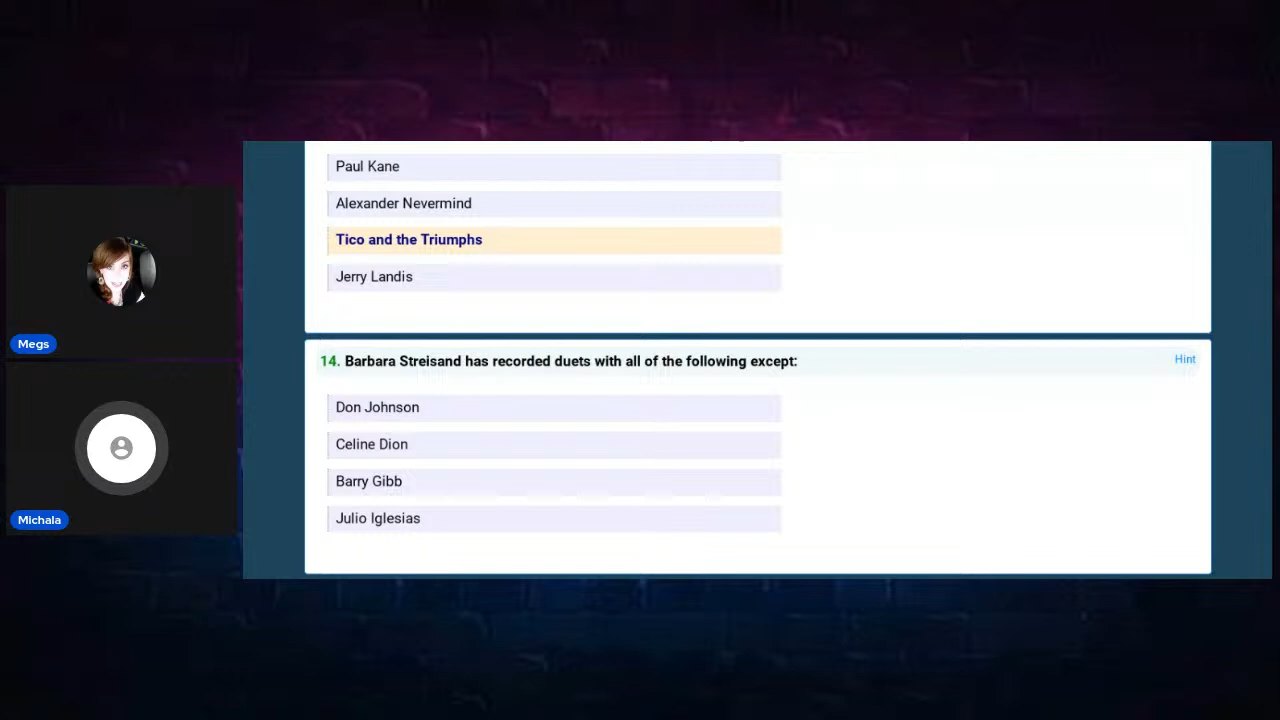 Paul Kane
Alexander Nevermind
Tico and the Triumphs
Jerry Landis
14. Barbara Streisand has recorded duets with all of the following except:
Hint
Don Johnson
Celine Dion
Barry Gibb
Julio Iglesias
Megs
Michala